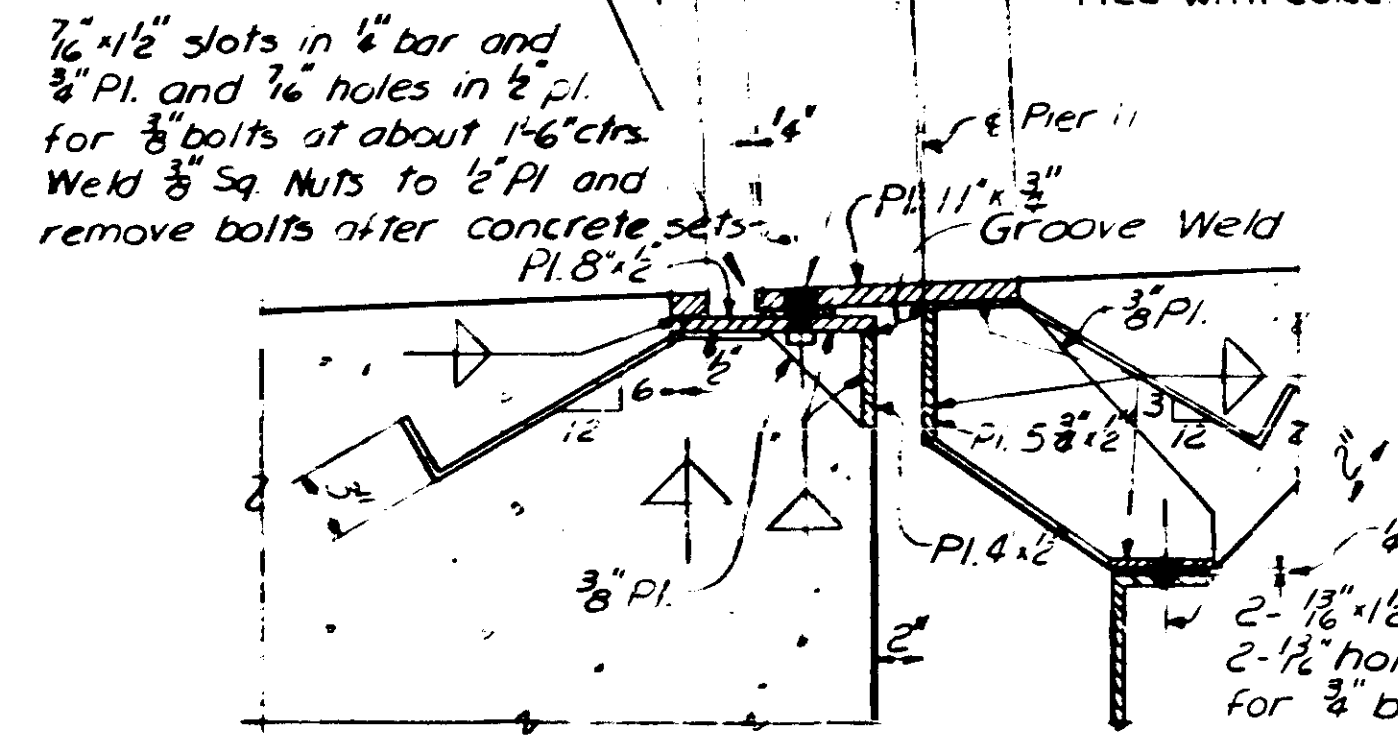 7/16"x1 1/2" slots in 1/4" bar and
3/4" Pl. and 7/16" holes in 1/2" pl.
for 3/8" bolts at about 1'-6" ctrs.
Weld 3/8" Sq. Nuts to 1/2" Pl and
remove bolts after concrete sets
1/4"
℄ Pier 11
Pl. 11" x 3/4"
Groove Weld
Pl. 8" x 1/2"
3/8" Pl.
6
1/2"
12
3
12
Pl. 5 3/4 x 1/2"
3"
Pl. 4 x 1/2"
3/8" Pl.
2"
2"
1/4
2- 13/16" x 1 1/2
2- 13/16"
for 3/4"